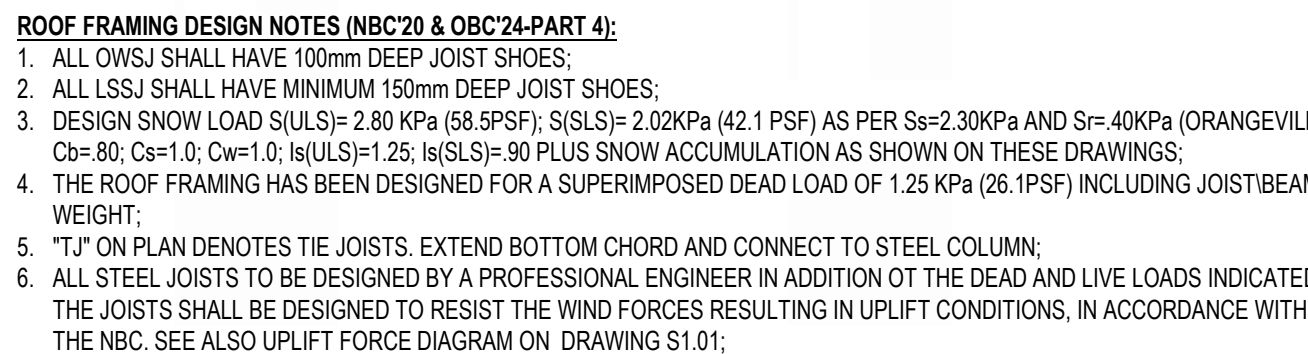 ROOF FRAMING DESIGN NOTES (NBC'20 & OBC'24-PART 4):
1. ALL OWSJ SHALL HAVE 100mm DEEP JOIST SHOES;
2. ALL LSSJ SHALL HAVE MINIMUM 150mm DEEP JOIST SHOES;
3. DESIGN SNOW LOAD S(ULS)= 2.80 KPa (58.5PSF); S(SLS)= 2.02KPa (42.1 PSF) AS PER Ss=2.30KPa AND Sr=.40KPa (ORANGEVILL
Cb=.80; Cs=1.0; Cw=1.0; Is(ULS)=1.25; Is(SLS)=.90 PLUS SNOW ACCUMULATION AS SHOWN ON THESE DRAWINGS;
4. THE ROOF FRAMING HAS BEEN DESIGNED FOR A SUPERIMPOSED DEAD LOAD OF 1.25 KPa (26.1PSF) INCLUDING JOIST\BEAM
WEIGHT;
5. "TJ" ON PLAN DENOTES TIE JOISTS. EXTEND BOTTOM CHORD AND CONNECT TO STEEL COLUMN;
6. ALL STEEL JOISTS TO BE DESIGNED BY A PROFESSIONAL ENGINEER IN ADDITION OT THE DEAD AND LIVE LOADS INDICATED
THE JOISTS SHALL BE DESIGNED TO RESIST THE WIND FORCES RESULTING IN UPLIFT CONDITIONS, IN ACCORDANCE WITH
THE NBC. SEE ALSO UPLIFT FORCE DIAGRAM ON DRAWING S1.01;